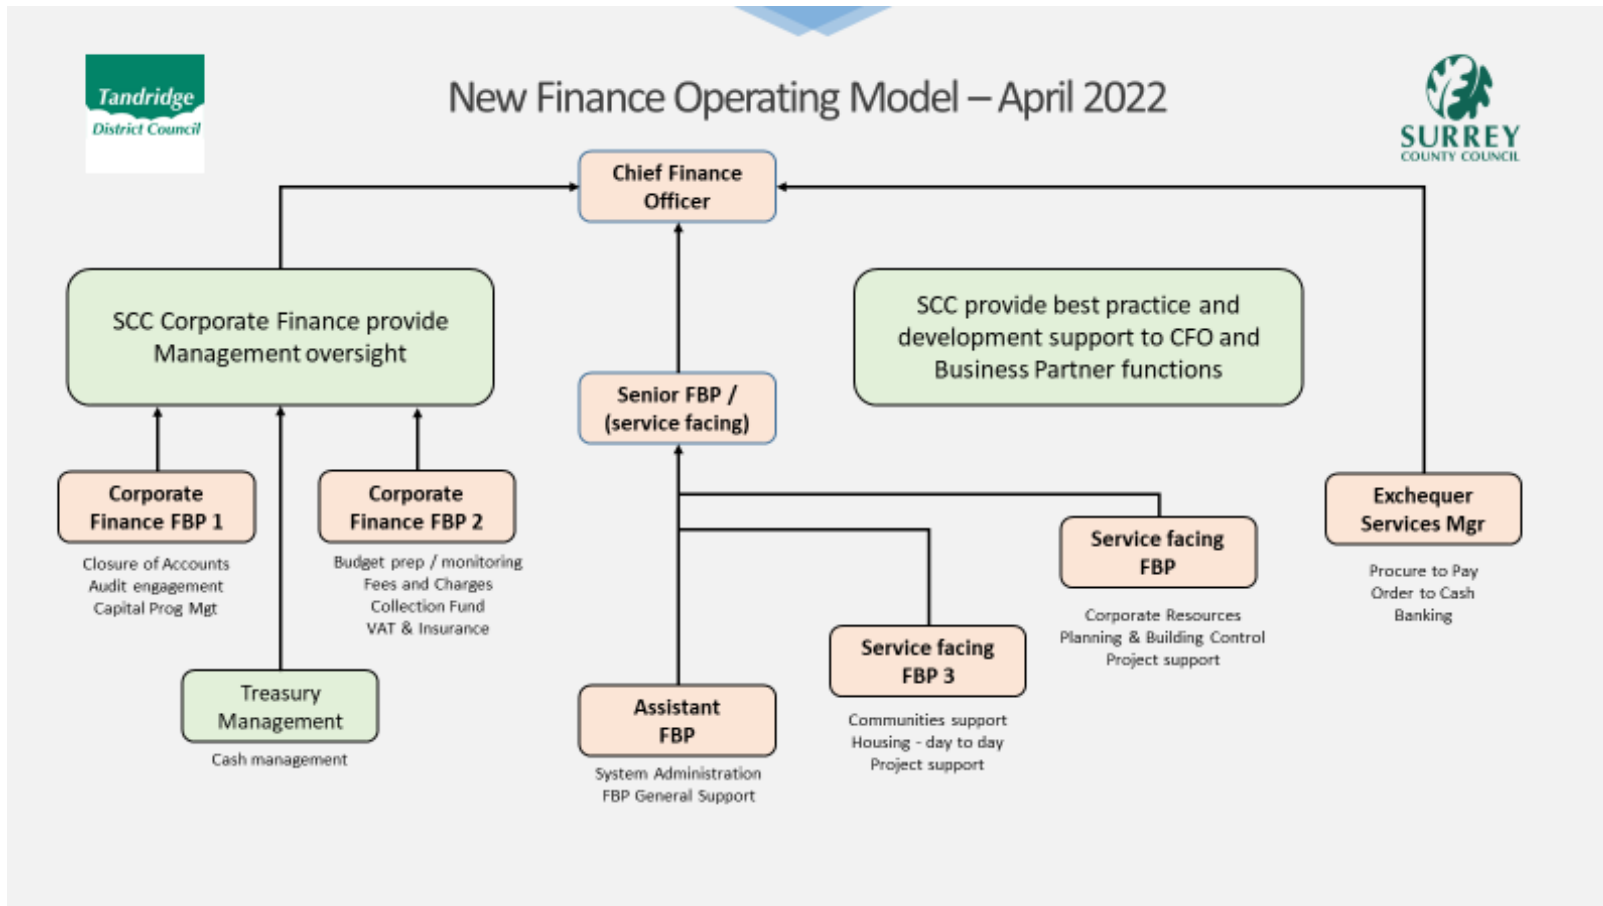 Tandridge
District Council
New Finance Operating Model – April 2022
SURREY
COUNTY COUNCIL
Chief Finance
Officer
SCC Corporate Finance provide
Management oversight
SCC provide best practice and
development support to CFO and
Business Partner functions
Senior FBP /
(service facing)
Corporate
Finance FBP 1
Closure of Accounts
Audit engagement
Capital Prog Mgt
Corporate
Finance FBP 2
Budget prep / monitoring
Fees and Charges
Collection Fund
VAT & Insurance
Treasury
Management
Cash management
Assistant
FBP
System Administration
FBP General Support
Service facing
FBP 3
Communities support
Housing - day to day
Project support
Service facing
FBP
Corporate Resources
Planning & Building Control
Project support
Exchequer
Services Mgr
Procure to Pay
Order to Cash
Banking